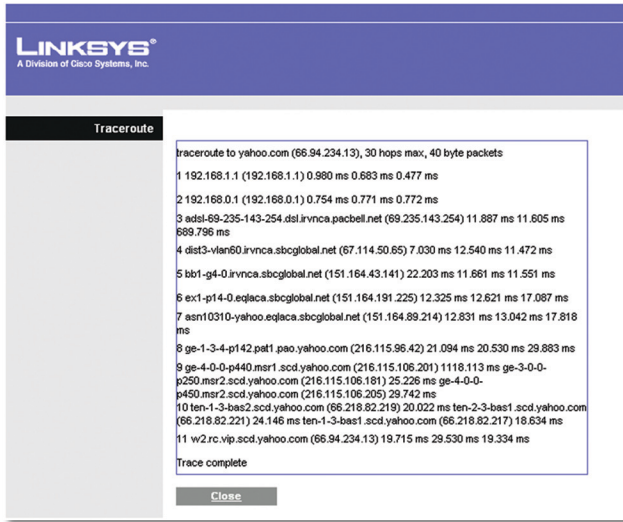 LINKSYS®
A Division of Cisco Systems, Inc.
Traceroute
traceroute to yahoo.com (66.94.234.13), 30 hops max, 40 byte packets
1 192.168.1.1 (192.168.1.1) 0.980 ms 0.683 ms 0.477 ms
2 192.168.0.1 (192.168.0.1) 0.754 ms 0.771 ms 0.772 ms
3 adsl-69-235-143-254.dsl.irvnca.pacbell.net (69.235.143.254) 11.887 ms 11.605 ms
689.796 ms
4 dist3-vlan60.irvnca.sbcglobal.net (67.114.50.65) 7.030 ms 12.540 ms 11.472 ms
5 bb1-g4-0.irvnca.sbcglobal.net (151.164.43.141) 22.203 ms 11.661 ms 11.551 ms
6 ex1-p14-0.eqlaca.sbcglobal.net (151.164.191.225) 12.325 ms 12.621 ms 17.087 ms
7 asn10310-yahoo.eqlaca.sbcglobal.net (151.164.89.214) 12.831 ms 13.042 ms 17.818
ms
8 ge-1-3-4-p142.pat1.pao.yahoo.com (216.115.96.42) 21.094 ms 20.530 ms 29.883 ms
9 ge-4-0-0-p440.msr1.scd.yahoo.com (216.115.106.201) 1118.113 ms ge-3-0-0-
p250.msr2.scd.yahoo.com (216.115.106.181) 25.226 ms ge-4-0-0-
p450.msr2.scd.yahoo.com (216.115.106.205) 29.742 ms
10 ten-1-3-bas2.scd.yahoo.com (66.218.82.219) 20.022 ms ten-2-3-bas1.scd.yahoo.com
(66.218.82.221) 24.146 ms ten-1-3-bas1.scd.yahoo.com (66.218.82.217) 18.634 ms
11 w2.rc.vip.scd.yahoo.com (66.94.234.13) 19.715 ms 29.530 ms 19.334 ms
Trace complete
Close